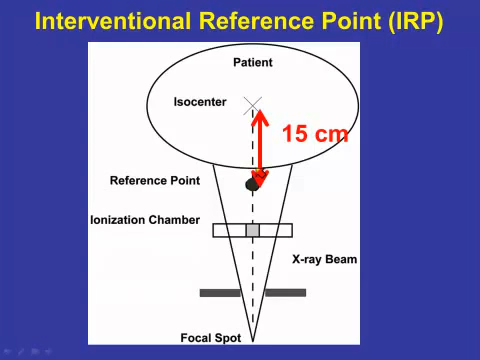 Interventional Reference Point (IRP)
Patient
Isocenter
15 cm
Reference Point
Ionization Chamber
X-ray Beam
Focal Spot